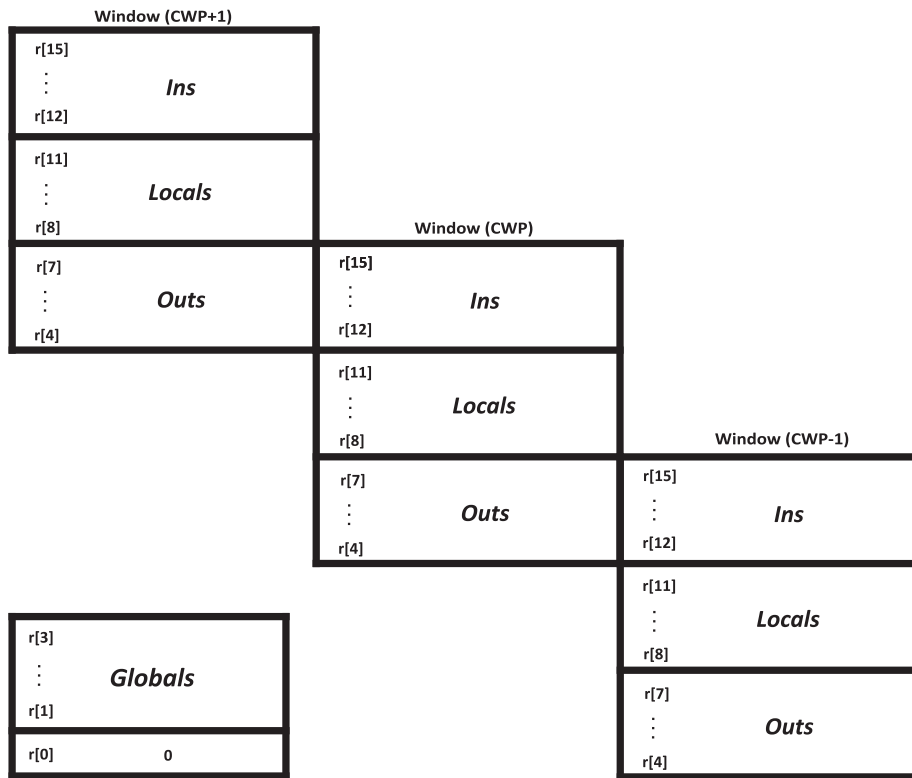 Window (CWP+1)
r[15]
⋮
Ins
r[12]
r[11]
⋮
Locals
r[8]
r[7]
⋮
Outs
r[4]
Window (CWP)
r[15]
⋮
Ins
r[12]
r[11]
⋮
Locals
r[8]
r[7]
⋮
Outs
r[4]
Window (CWP-1)
r[15]
⋮
Ins
r[12]
r[11]
⋮
Locals
r[8]
r[7]
⋮
Outs
r[4]
r[3]
⋮
Globals
r[1]
r[0] 0